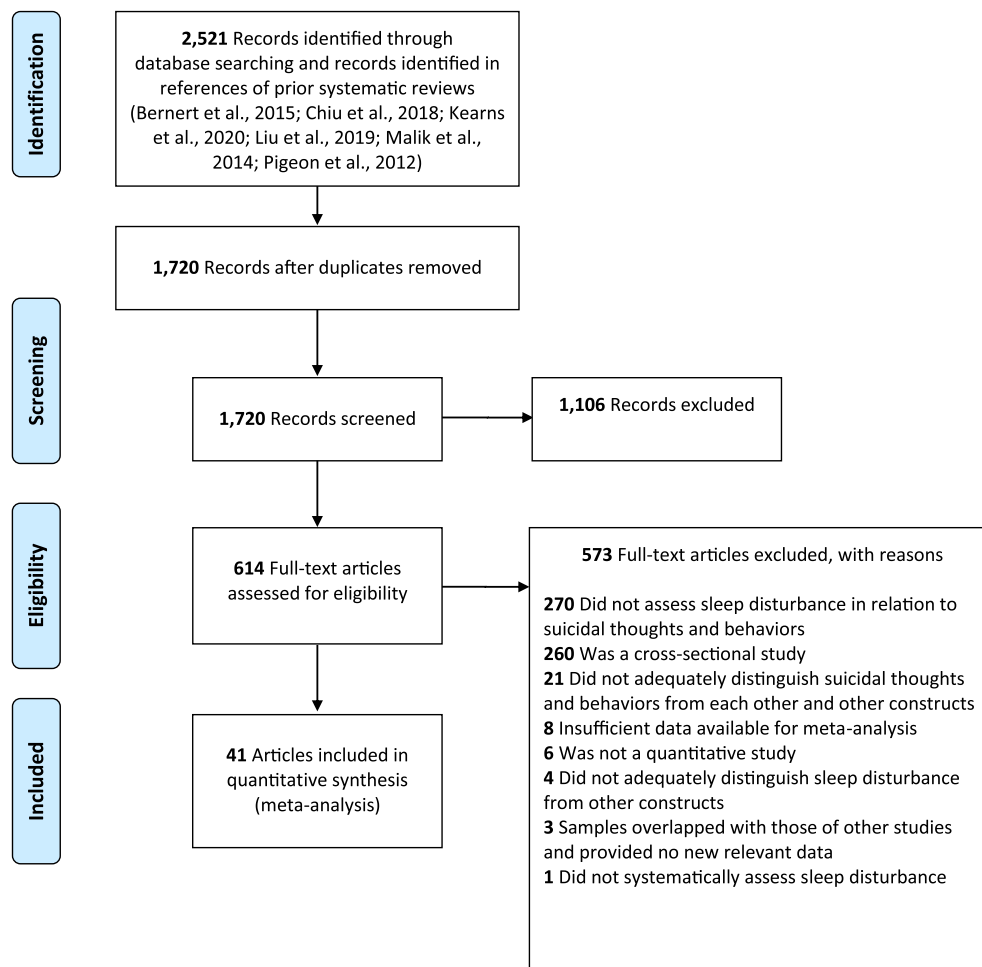 Identification
2,521 Records identified through
database searching and records identified in
references of prior systematic reviews
(Bernert et al., 2015; Chiu et al., 2018; Kearns
et al., 2020; Liu et al., 2019; Malik et al.,
2014; Pigeon et al., 2012)
1,720 Records after duplicates removed
Screening
1,720 Records screened
1,106 Records excluded
Eligibility
614 Full-text articles
assessed for eligibility
573 Full-text articles excluded, with reasons
270 Did not assess sleep disturbance in relation to
suicidal thoughts and behaviors
260 Was a cross-sectional study
21 Did not adequately distinguish suicidal thoughts
and behaviors from each other and other constructs
8 Insufficient data available for meta-analysis
6 Was not a quantitative study
4 Did not adequately distinguish sleep disturbance
from other constructs
3 Samples overlapped with those of other studies
and provided no new relevant data
1 Did not systematically assess sleep disturbance
Included
41 Articles included in
quantitative synthesis
(meta-analysis)